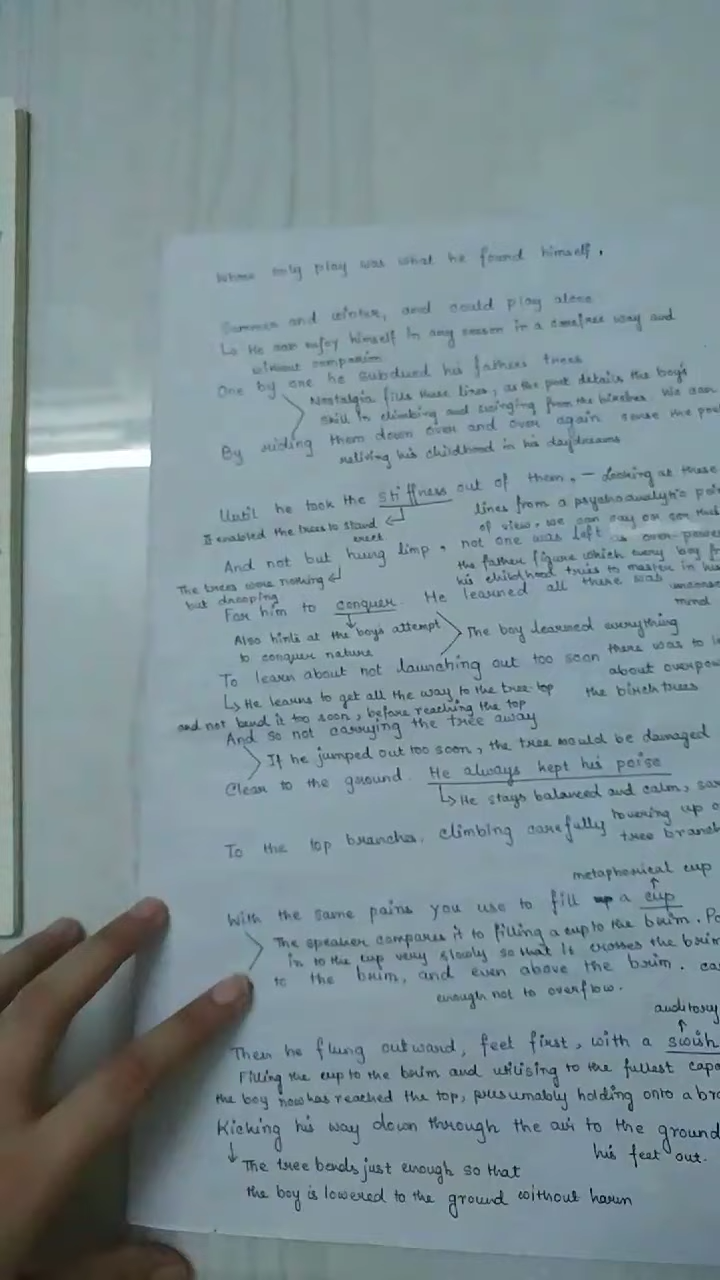 whose only play was what he found himself.
Summer and winter, and could play alone
↳ He can enjoy himself in any season in a carefree way and
without companion
One by one he subdued his fathers trees
Nostalgia fills these lines, as the poet details the boy's
skill in climbing and swinging from the birches. We can
By riding them down over and over again sense the
reliving his childhood in his daydreams
Until he took the stiffness out of them. - Looking at these
It enabled the trees to stand erect
lines from a psychoanalytic
of view, we can say
And not but hung limp, not one was left
the father figure which every boy
The trees were nothing but drooping
his childhood tries to master in his
For him to conquer. He learned all there was
mind
Also hints at the boy's attempt
to conquer nature
The boy learned everything
there was to
To learn about not launching out too soon
about
↳ He learns to get all the way to the tree-top
the birch trees
and not bend it too soon, before reaching the top
And so not carrying the tree away
If he jumped out too soon, the tree would be damaged
Clear to the ground. He always kept his poise
↳ He stays balanced and calm,
To the top branches, climbing carefully
up
tree
metaphorical cup
With the same pains you use to fill a cup
The speaker compares it to filling a cup to the brim.
in to the cup very slowly so that it crosses the
to the brim, and even above the brim.
enough not to overflow.
auditory
Then he flung outward, feet first, with a swish
Filling the cup to the brim and utilising to the fullest
the boy now has reached the top, presumably holding onto a
Kicking his way down through the air to the ground
his feet out.
↓ The tree bends just enough so that
the boy is lowered to the ground without harm